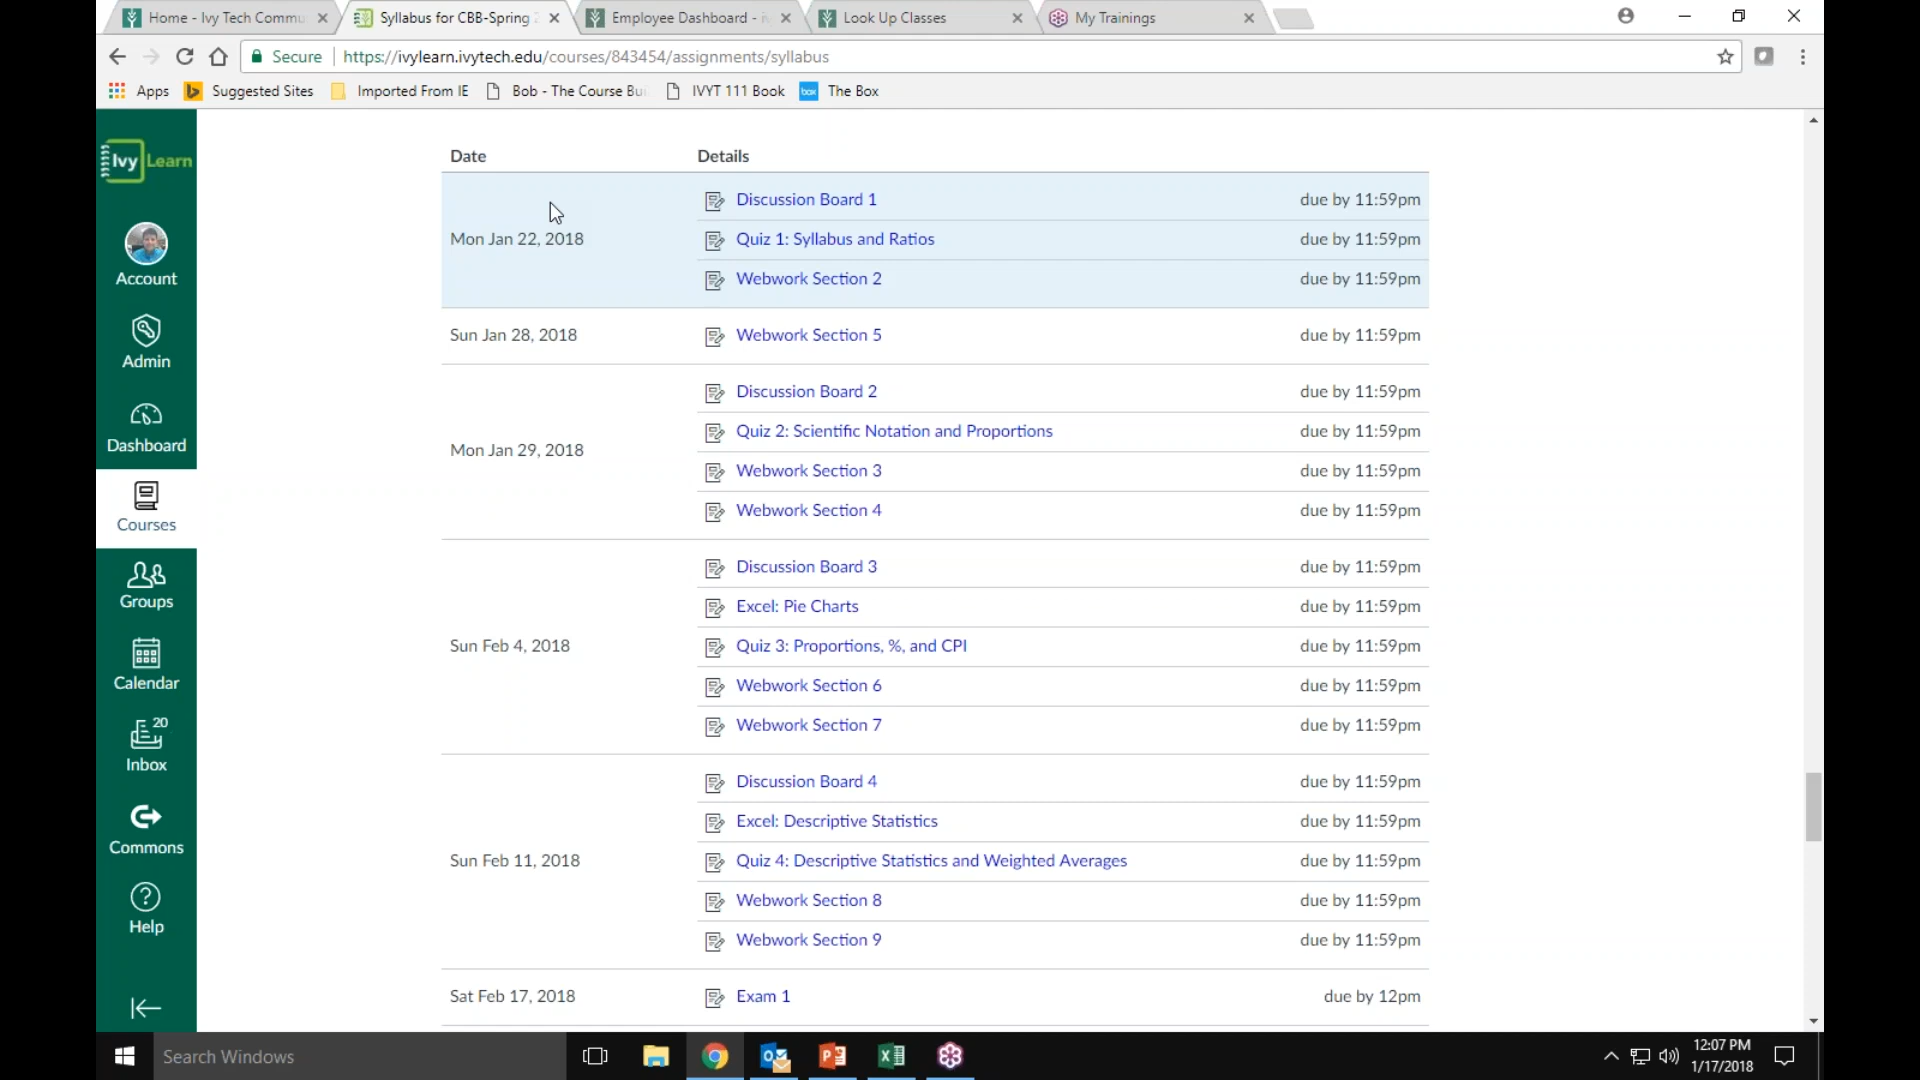 Home - Ivy Tech Commu
Syllabus for CBB-Spring 2
Employee Dashboard - iv
Look Up Classes
My Trainings
Secure
https://ivylearn.ivytech.edu/courses/843454/assignments/syllabus
Apps
Suggested Sites
Imported From IE
Bob - The Course Bui
IVYT 111 Book
box
The Box
Ivy Learn
Account
Admin
Dashboard
Courses
Groups
Calendar
20
Inbox
Commons
Help
Date Details
Mon Jan 22, 2018
Discussion Board 1 due by 11:59pm
Quiz 1: Syllabus and Ratios due by 11:59pm
Webwork Section 2 due by 11:59pm
Sun Jan 28, 2018
Webwork Section 5 due by 11:59pm
Mon Jan 29, 2018
Discussion Board 2 due by 11:59pm
Quiz 2: Scientific Notation and Proportions due by 11:59pm
Webwork Section 3 due by 11:59pm
Webwork Section 4 due by 11:59pm
Sun Feb 4, 2018
Discussion Board 3 due by 11:59pm
Excel: Pie Charts due by 11:59pm
Quiz 3: Proportions, %, and CPI due by 11:59pm
Webwork Section 6 due by 11:59pm
Webwork Section 7 due by 11:59pm
Sun Feb 11, 2018
Discussion Board 4 due by 11:59pm
Excel: Descriptive Statistics due by 11:59pm
Quiz 4: Descriptive Statistics and Weighted Averages due by 11:59pm
Webwork Section 8 due by 11:59pm
Webwork Section 9 due by 11:59pm
Sat Feb 17, 2018
Exam 1 due by 12pm
Search Windows
12:07 PM
1/17/2018